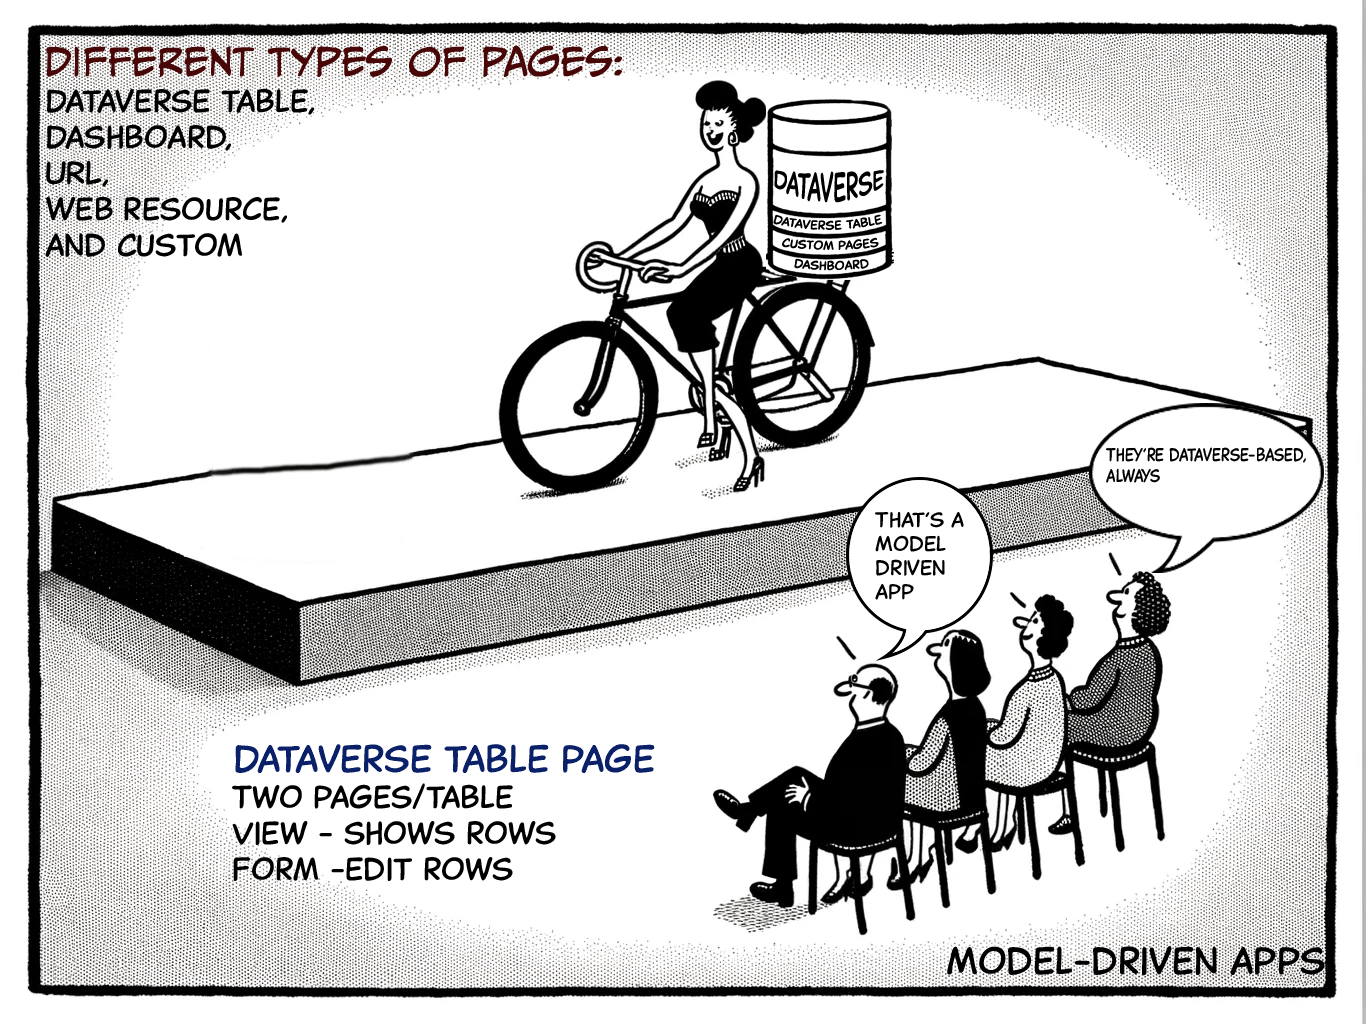 DIFFERENT TYPES OF PAGES:
DATAVERSE TABLE,
DASHBOARD,
URL,
WEB RESOURCE,
AND CUSTOM
DATAVERSE
DATAVERSE TABLE
CUSTOM PAGES
DASHBOARD
THEY'RE DATAVERSE-BASED,
ALWAYS
THAT'S A
MODEL
DRIVEN
APP
DATAVERSE TABLE PAGE
TWO PAGES/TABLE
VIEW - SHOWS ROWS
FORM -EDIT ROWS
MODEL-DRIVEN APPS